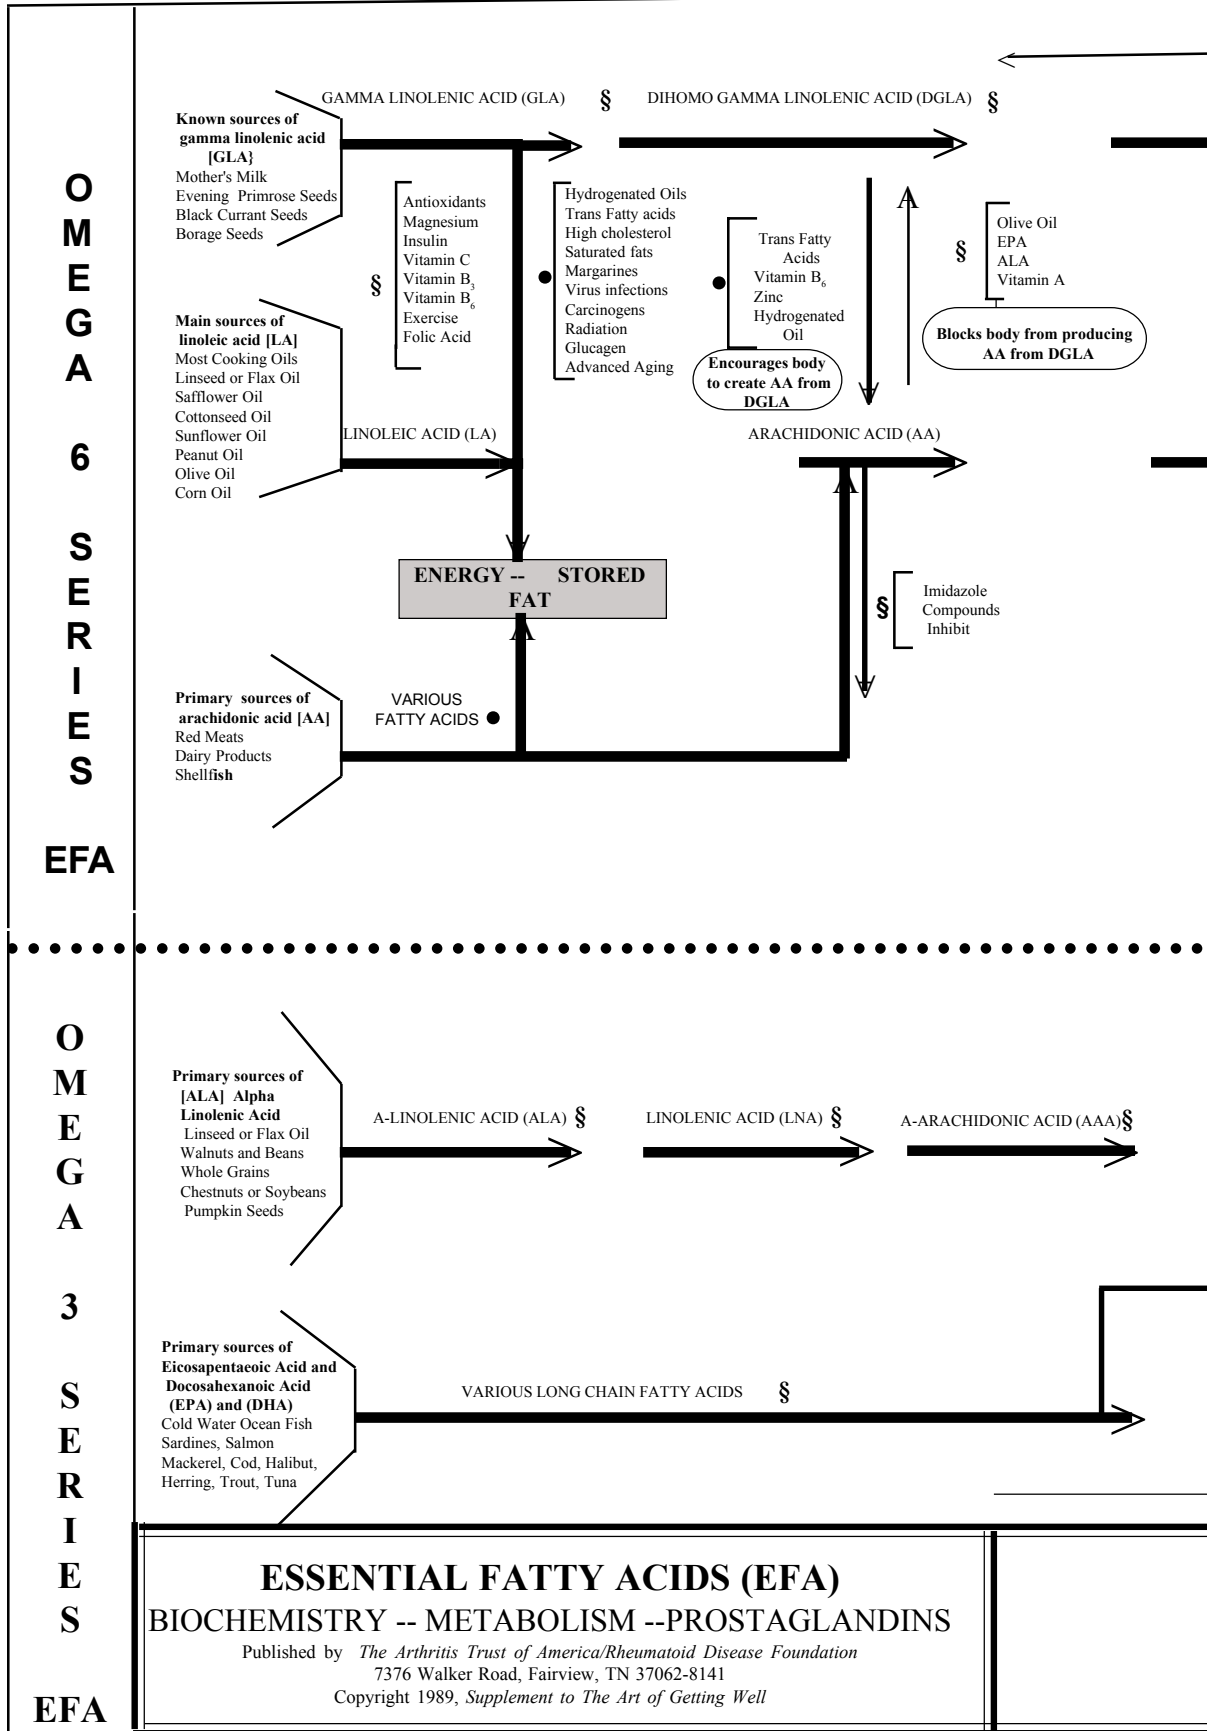 OMEGA 6 SERIES EFA
GAMMA LINOLENIC ACID (GLA) §
DIHOMO GAMMA LINOLENIC ACID (DGLA) §
Known sources of
gamma linolenic acid
[GLA}
Mother's Milk
Evening Primrose Seeds
Black Currant Seeds
Borage Seeds
§
Antioxidants
Magnesium
Insulin
Vitamin C
Vitamin B3
Vitamin B6
Exercise
Folic Acid
Hydrogenated Oils
Trans Fatty acids
High cholesterol
Saturated fats
Margarines
Virus infections
Carcinogens
Radiation
Glucagen
Advanced Aging
Trans Fatty
Acids
Vitamin B6
Zinc
Hydrogenated
Oil
Encourages body
to create AA from
DGLA
A
§
Olive Oil
EPA
ALA
Vitamin A
Blocks body from producing
AA from DGLA
Main sources of
linoleic acid [LA]
Most Cooking Oils
Linseed or Flax Oil
Safflower Oil
Cottonseed Oil
Sunflower Oil
Peanut Oil
Olive Oil
Corn Oil
LINOLEIC ACID (LA)
ARACHIDONIC ACID (AA)
ENERGY -- STORED
FAT
§
Imidazole
Compounds
Inhibit
Primary sources of
arachidonic acid [AA]
Red Meats
Dairy Products
Shellfish
VARIOUS
FATTY ACIDS
OMEGA 3 SERIES EFA
Primary sources of
[ALA] Alpha
Linolenic Acid
Linseed or Flax Oil
Walnuts and Beans
Whole Grains
Chestnuts or Soybeans
Pumpkin Seeds
A-LINOLENIC ACID (ALA) §
LINOLENIC ACID (LNA) §
A-ARACHIDONIC ACID (AAA)§
Primary sources of
Eicosapentaeoic Acid and
Docosahexanoic Acid
(EPA) and (DHA)
Cold Water Ocean Fish
Sardines, Salmon
Mackerel, Cod, Halibut,
Herring, Trout, Tuna
VARIOUS LONG CHAIN FATTY ACIDS §
ESSENTIAL FATTY ACIDS (EFA)
BIOCHEMISTRY -- METABOLISM --PROSTAGLANDINS
Published by The Arthritis Trust of America/Rheumatoid Disease Foundation
7376 Walker Road, Fairview, TN 37062-8141
Copyright 1989, Supplement to The Art of Getting Well